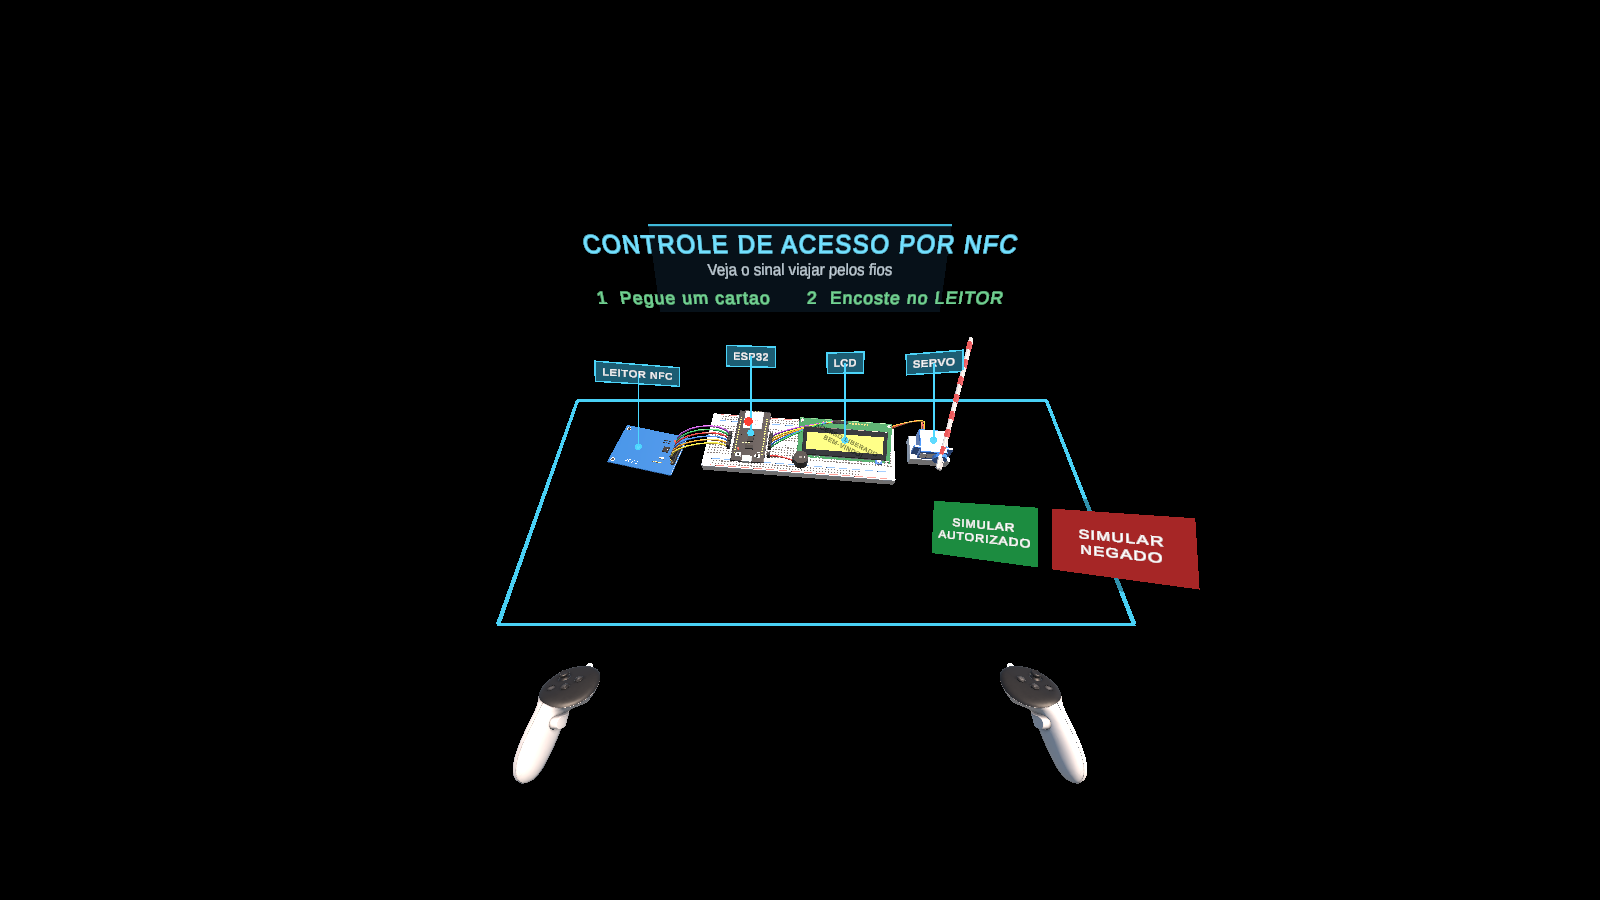 CONTROLE DE ACESSO POR NFC
Veja o sinal viajar pelos fios
1 Pegue um cartao 2 Encoste no LEITOR
LEITOR NFC
ESP32
LCD
SERVO
SIMULAR
AUTORIZADO
SIMULAR
NEGADO